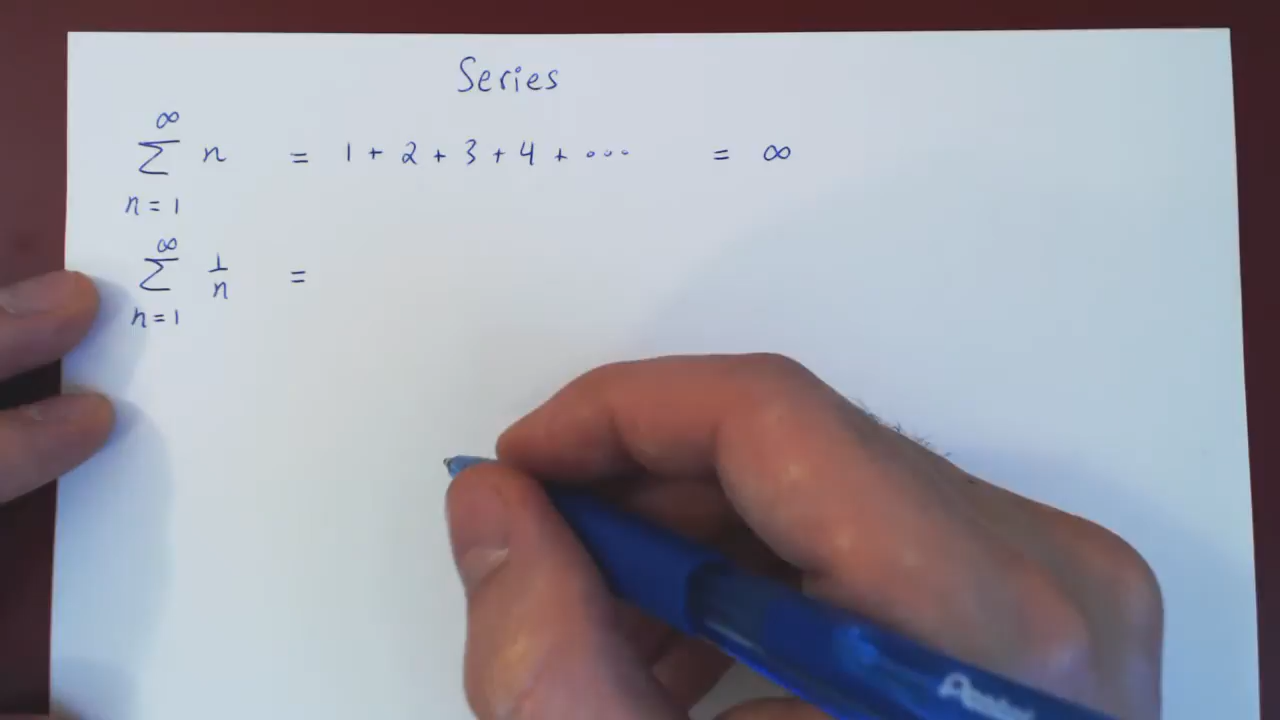 Series
∞
∑ n = 1 + 2 + 3 + 4 + ∘∘∘ = ∞
n = 1
∞
∑ 1/n =
n = 1